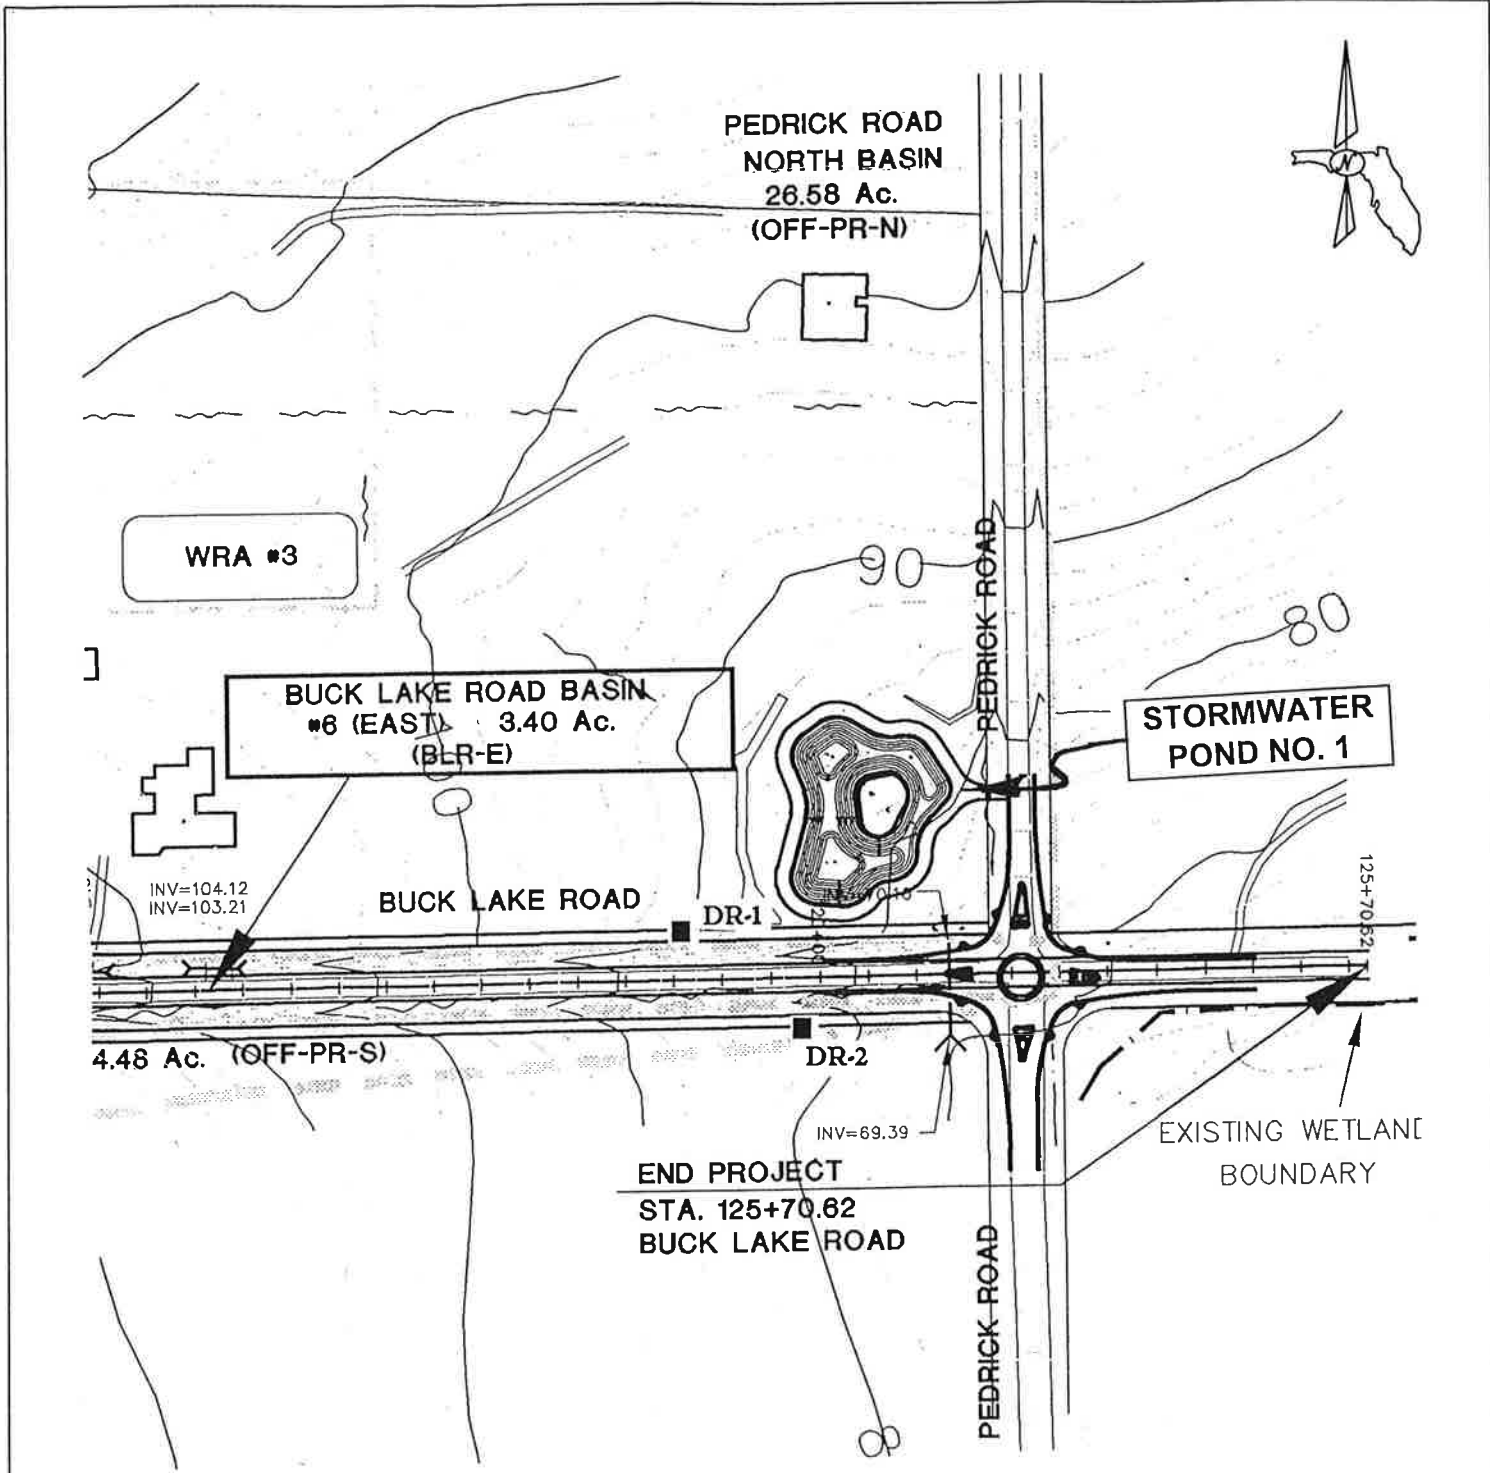 PEDRICK ROAD
NORTH BASIN
26.58 Ac.
(OFF-PR-N)
N
WRA #3
90
80
PEDRICK ROAD
BUCK LAKE ROAD BASIN
#6 (EAST) 3.40 Ac.
(BLR-E)
STORMWATER
POND NO. 1
INV=104.12
INV=103.21
BUCK LAKE ROAD
DR-1
125+70.62
4.48 Ac. (OFF-PR-S)
DR-2
INV=69.39
EXISTING WETLAND
BOUNDARY
END PROJECT
STA. 125+70.62
BUCK LAKE ROAD
PEDRICK ROAD